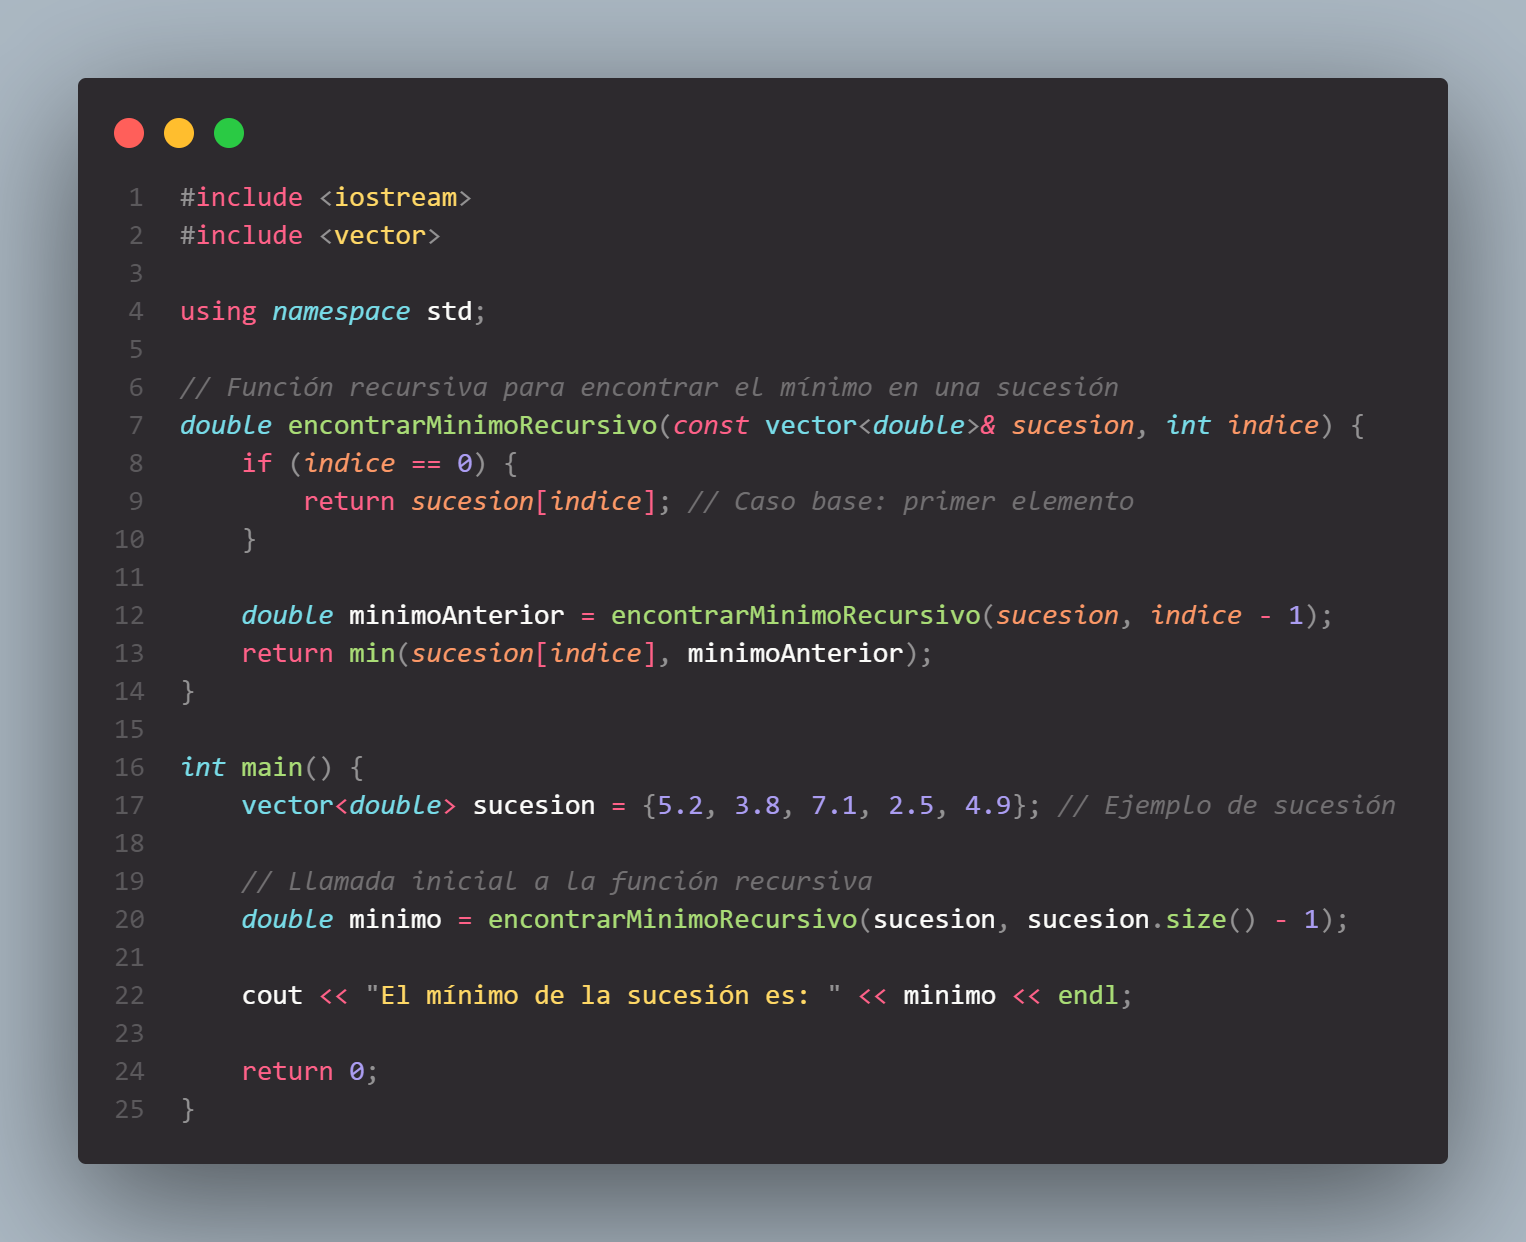 1 #include <iostream>
2 #include <vector>
3
4 using namespace std;
5
6 // Función recursiva para encontrar el mínimo en una sucesión
7 double encontrarMinimoRecursivo(const vector<double>& sucesion, int indice) {
8     if (indice == 0) {
9         return sucesion[indice]; // Caso base: primer elemento
10     }
11
12     double minimoAnterior = encontrarMinimoRecursivo(sucesion, indice - 1);
13     return min(sucesion[indice], minimoAnterior);
14 }
15
16 int main() {
17     vector<double> sucesion = {5.2, 3.8, 7.1, 2.5, 4.9}; // Ejemplo de sucesión
18
19     // Llamada inicial a la función recursiva
20     double minimo = encontrarMinimoRecursivo(sucesion, sucesion.size() - 1);
21
22     cout << "El mínimo de la sucesión es: " << minimo << endl;
23
24     return 0;
25 }